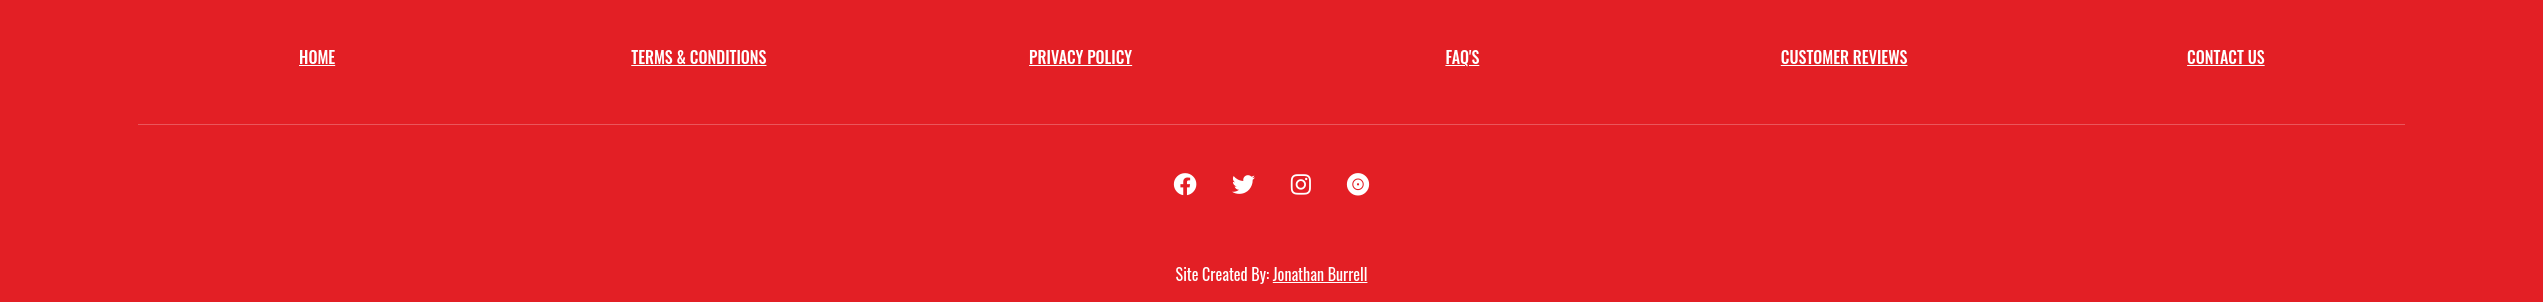 HOME TERMS & CONDITIONS PRIVACY POLICY FAQ'S CUSTOMER REVIEWS CONTACT US
Site Created By: Jonathan Burrell